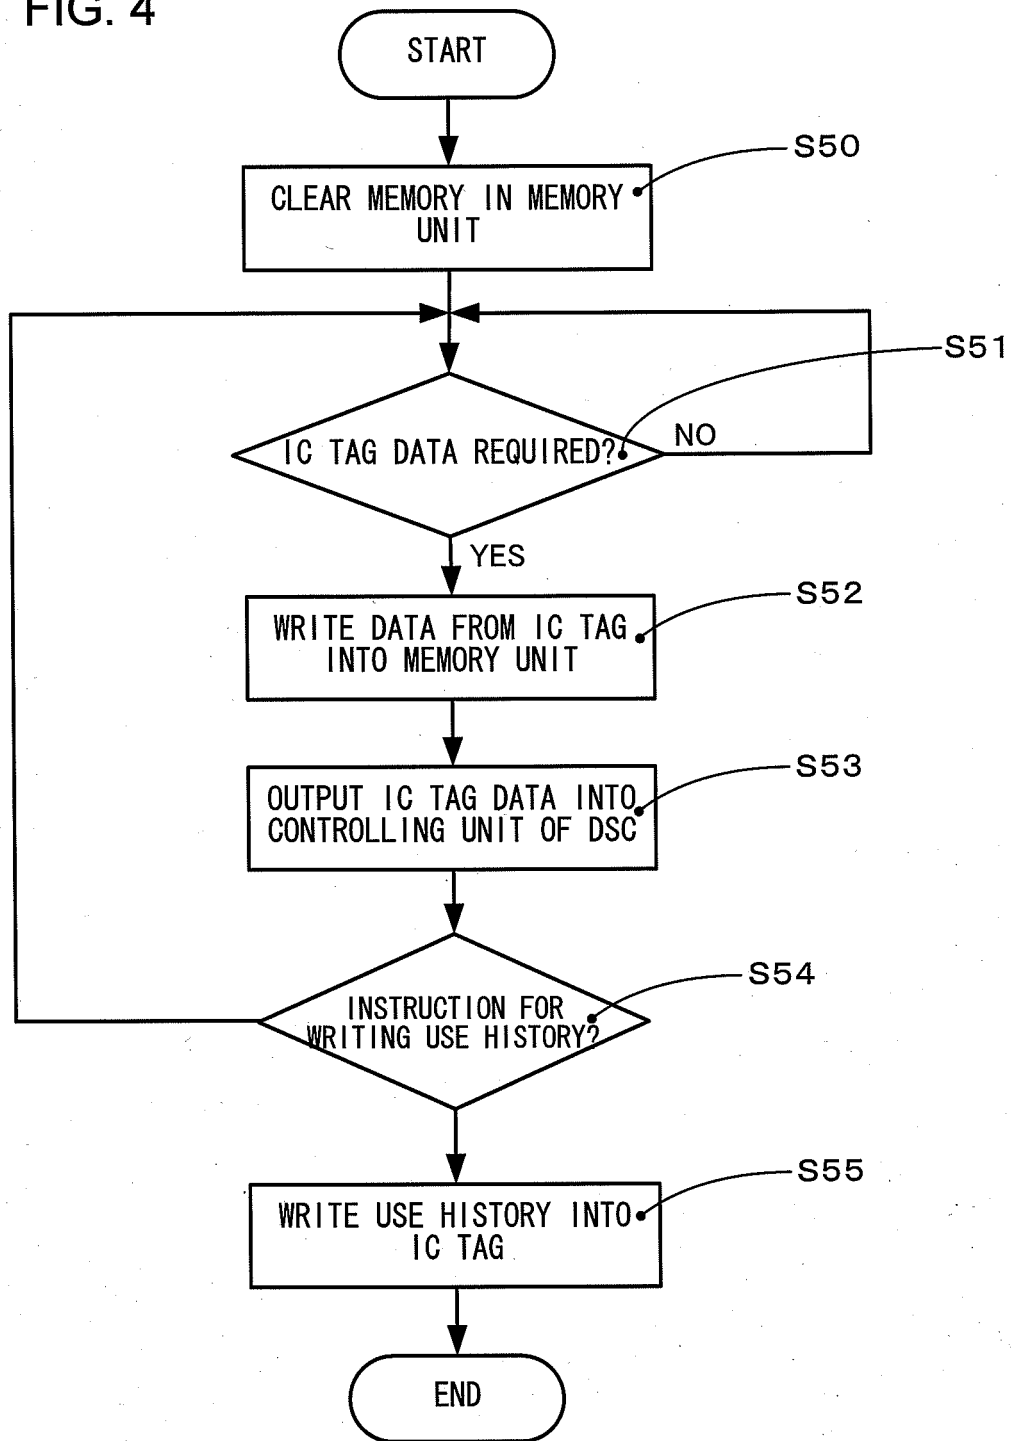 FIG. 4
START
S50
CLEAR MEMORY IN MEMORY
UNIT
S51
IC TAG DATA REQUIRED?
NO
YES
S52
WRITE DATA FROM IC TAG
INTO MEMORY UNIT
S53
OUTPUT IC TAG DATA INTO
CONTROLLING UNIT OF DSC
S54
INSTRUCTION FOR
WRITING USE HISTORY?
S55
WRITE USE HISTORY INTO
IC TAG
END